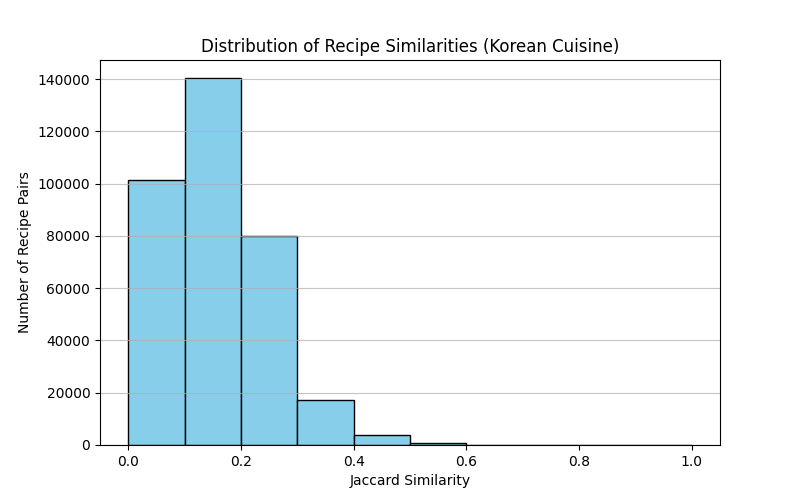 Distribution of Recipe Similarities (Korean Cuisine)
140000
120000
100000
80000
60000
40000
20000
0
Number of Recipe Pairs
0.0 0.2 0.4 0.6 0.8 1.0
Jaccard Similarity